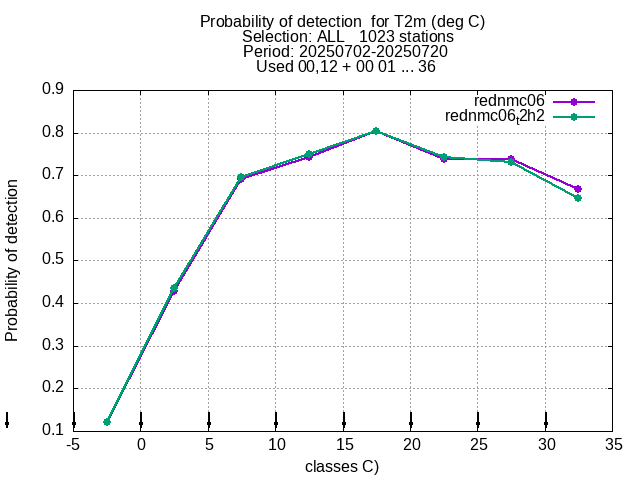 Probability of detection  for T2m (deg C)
Selection: ALL   1023 stations
Period: 20250702-20250720
Used 00,12 + 00 01 ... 36
rednmc06
rednmc06_t2h2
Probability of detection
0.9
0.8
0.7
0.6
0.5
0.4
0.3
0.2
0.1
-5 0 5 10 15 20 25 30 35
classes C)